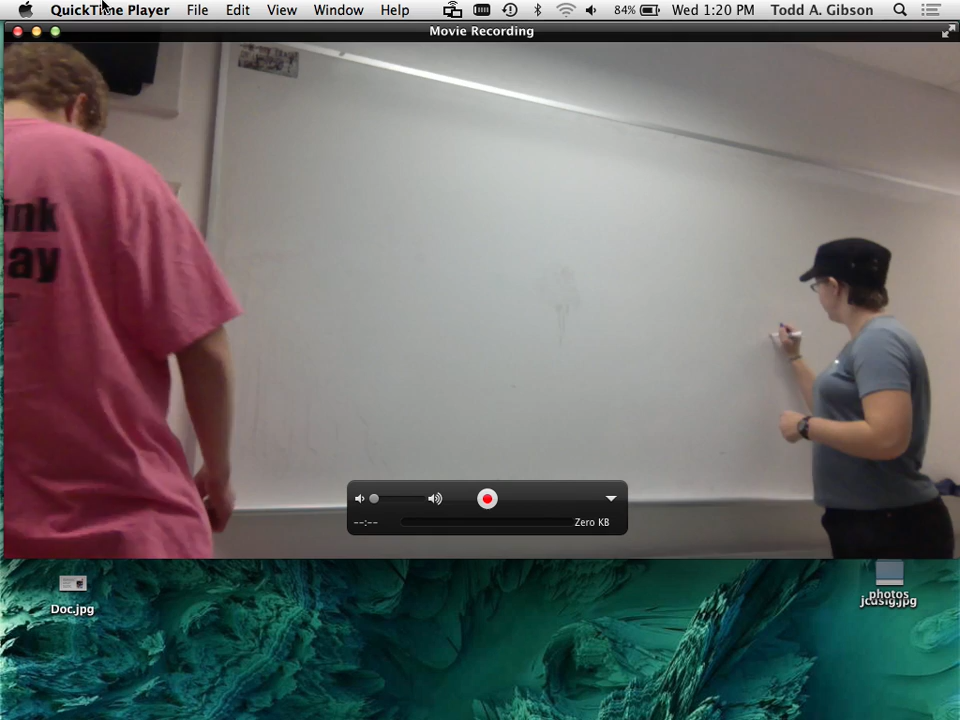 QuickTime Player File Edit View Window Help 84% Wed 1:20 PM Todd A. Gibson
Movie Recording
ink
ay
--:-- Zero KB
Doc.jpg
photos
jcusig.jpg